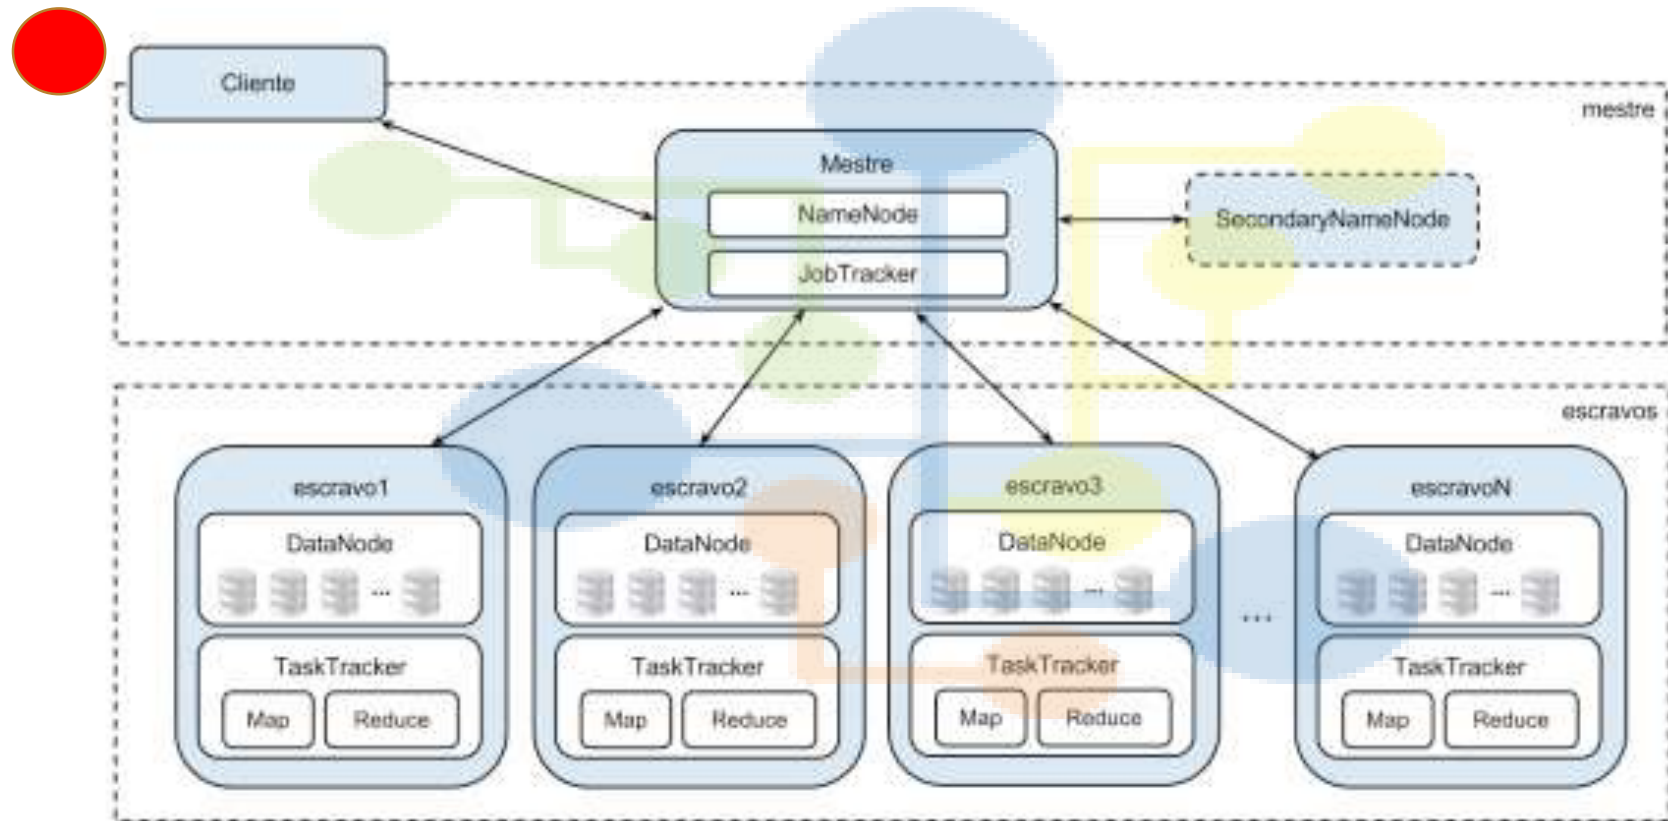 Cliente
mestre
Mestre
NameNode
JobTracker
SecondaryNameNode
escravos
escravo1
DataNode
...
TaskTracker
Map Reduce
escravo2
DataNode
...
TaskTracker
Map Reduce
escravo3
DataNode
...
TaskTracker
Map Reduce
...
escravoN
DataNode
...
TaskTracker
Map Reduce